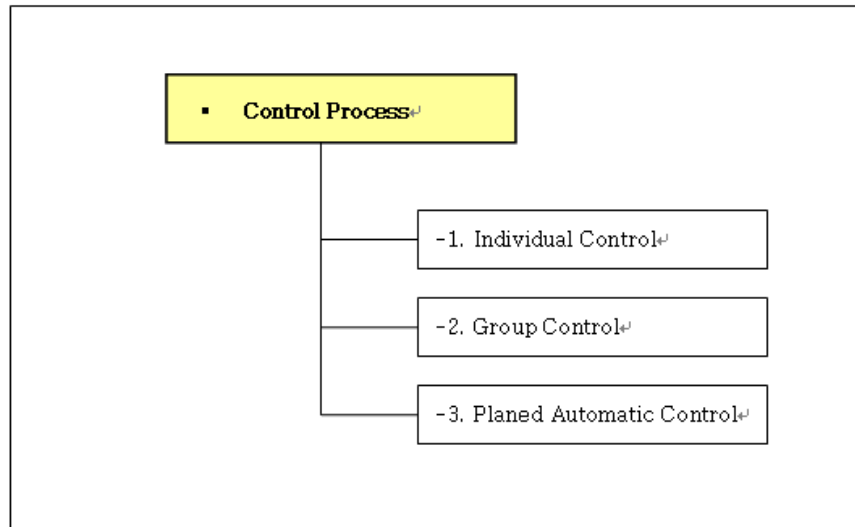 ▪ Control Process↵
-1. Individual Control↵
-2. Group Control↵
-3. Planed Automatic Control↵